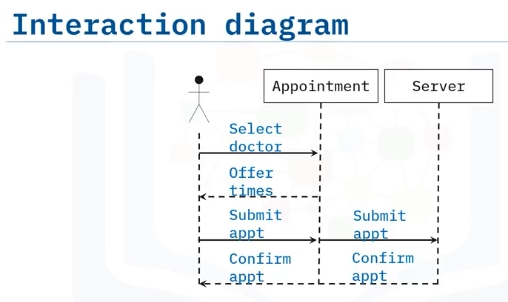 Interaction diagram
Appointment
Server
Select
doctor
Offer
times
Submit
appt
Submit
appt
Confirm
appt
Confirm
appt